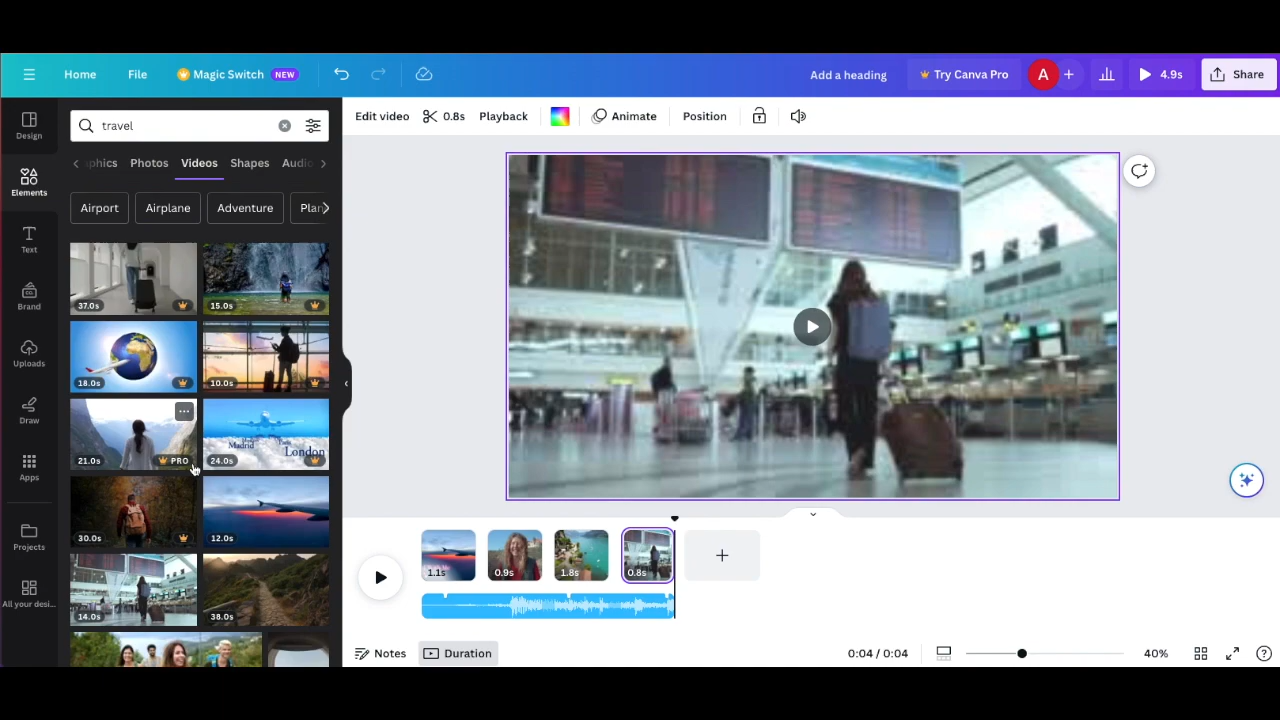 Home File Magic Switch NEW Add a heading Try Canva Pro A + 4.9s Share
Design
Elements
Text
Brand
Uploads
Draw
Apps
Projects
All your desi...
travel
phics Photos Videos Shapes Audio
Airport Airplane Adventure Plan
37.0s 15.0s
18.0s 10.0s
Madrid
London
21.0s PRO 24.0s
30.0s 12.0s
14.0s 38.0s
Edit video 0.8s Playback Animate Position
1.1s 0.9s 1.8s 0.8s +
Notes Duration 0:04 / 0:04 40% ?